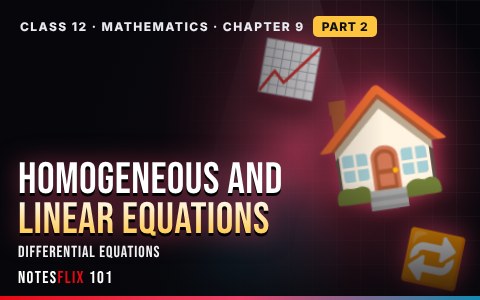 CLASS 12 · MATHEMATICS · CHAPTER 9 PART 2
HOMOGENEOUS AND
LINEAR EQUATIONS
DIFFERENTIAL EQUATIONS
NOTESFLIX 101